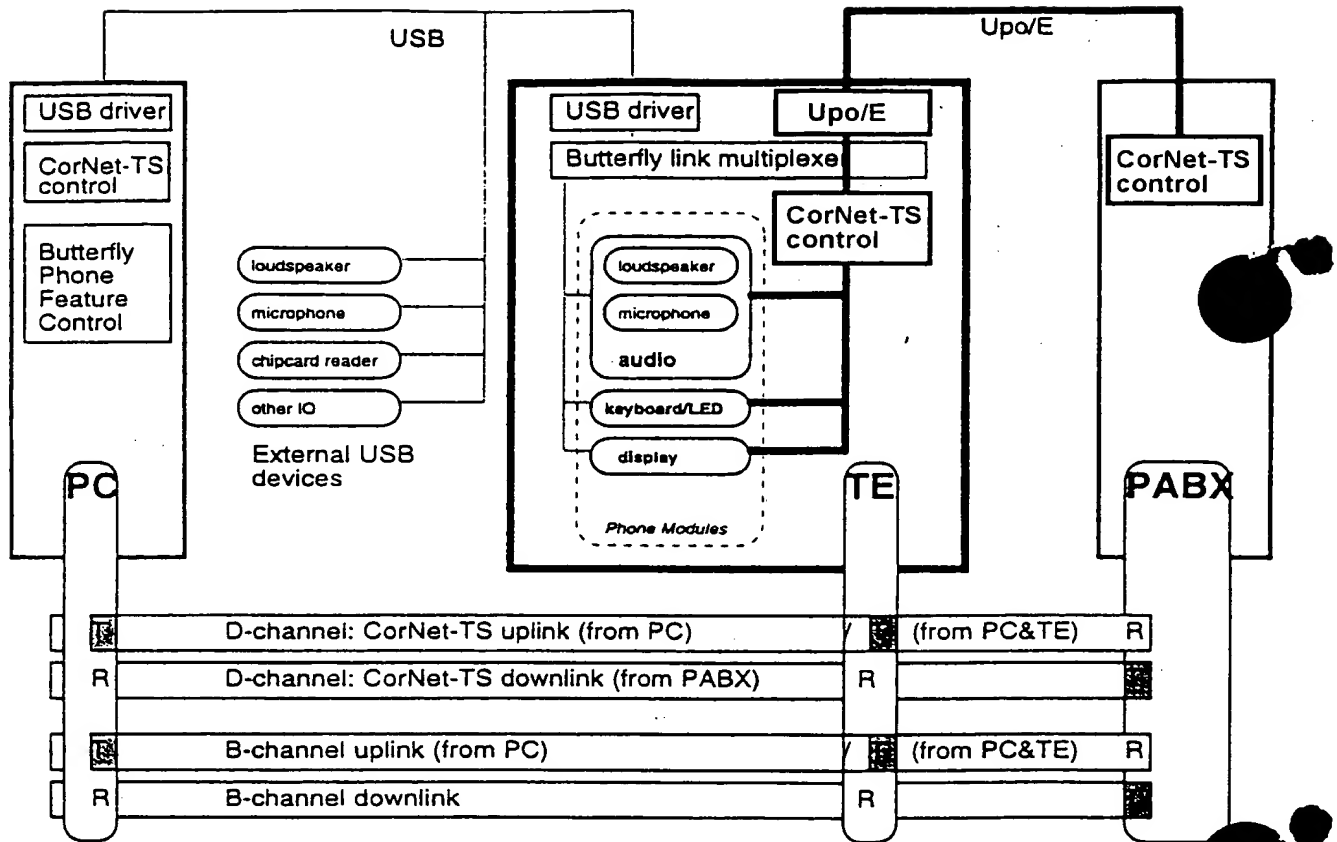 USB
Upo/E
USB driver
CorNet-TS
control
Butterfly
Phone
Feature
Control
PC
loudspeaker
microphone
chipcard reader
other IO
External USB
devices
USB driver
Upo/E
Butterfly link multiplexer
CorNet-TS
control
loudspeaker
microphone
audio
keyboard/LED
display
Phone Modules
TE
CorNet-TS
control
PABX
D-channel: CorNet-TS uplink (from PC) (from PC&TE) R
R D-channel: CorNet-TS downlink (from PABX) R
B-channel uplink (from PC) (from PC&TE) R
R B-channel downlink R